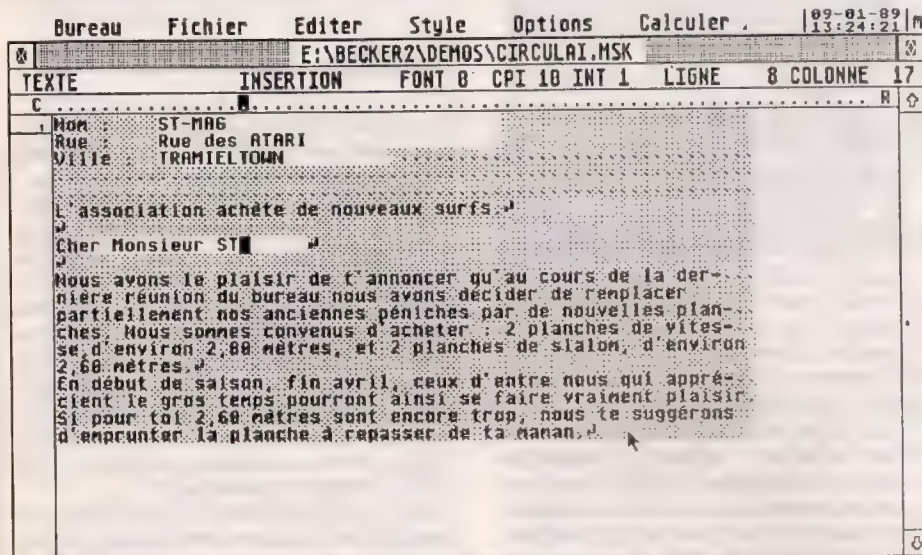 Bureau Fichier Editer Style Options Calculer . |09-01-89|M
13:24:21
E:\BECKER2\DEMOS\CIRCULAI.MSK
TEXTE INSERTION FONT 8 CPI 10 INT 1 LIGNE 8 COLONNE 17
C R
1 Nom : ST-MAG
Rue : Rue des ATARI
Ville : TRAMIELTOWN
L'association achète de nouveaux surfs.
Cher Monsieur ST
Nous avons le plaisir de t'annoncer qu'au cours de la der-
nière réunion du bureau nous avons décider de remplacer
partiellement nos anciennes péniches par de nouvelles plan-
ches. Nous sommes convenus d'acheter : 2 planches de vites-
se,d'environ 2,80 mètres, et 2 planches de slalom, d'environ
2,60 mètres.
En début de saison, fin avril, ceux d'entre nous qui appré-
cient le gros temps pourront ainsi se faire vraiment plaisir.
Si pour toi 2,60 mètres sont encore trop, nous te suggérons
d'emprunter la planche à repasser de ta maman.